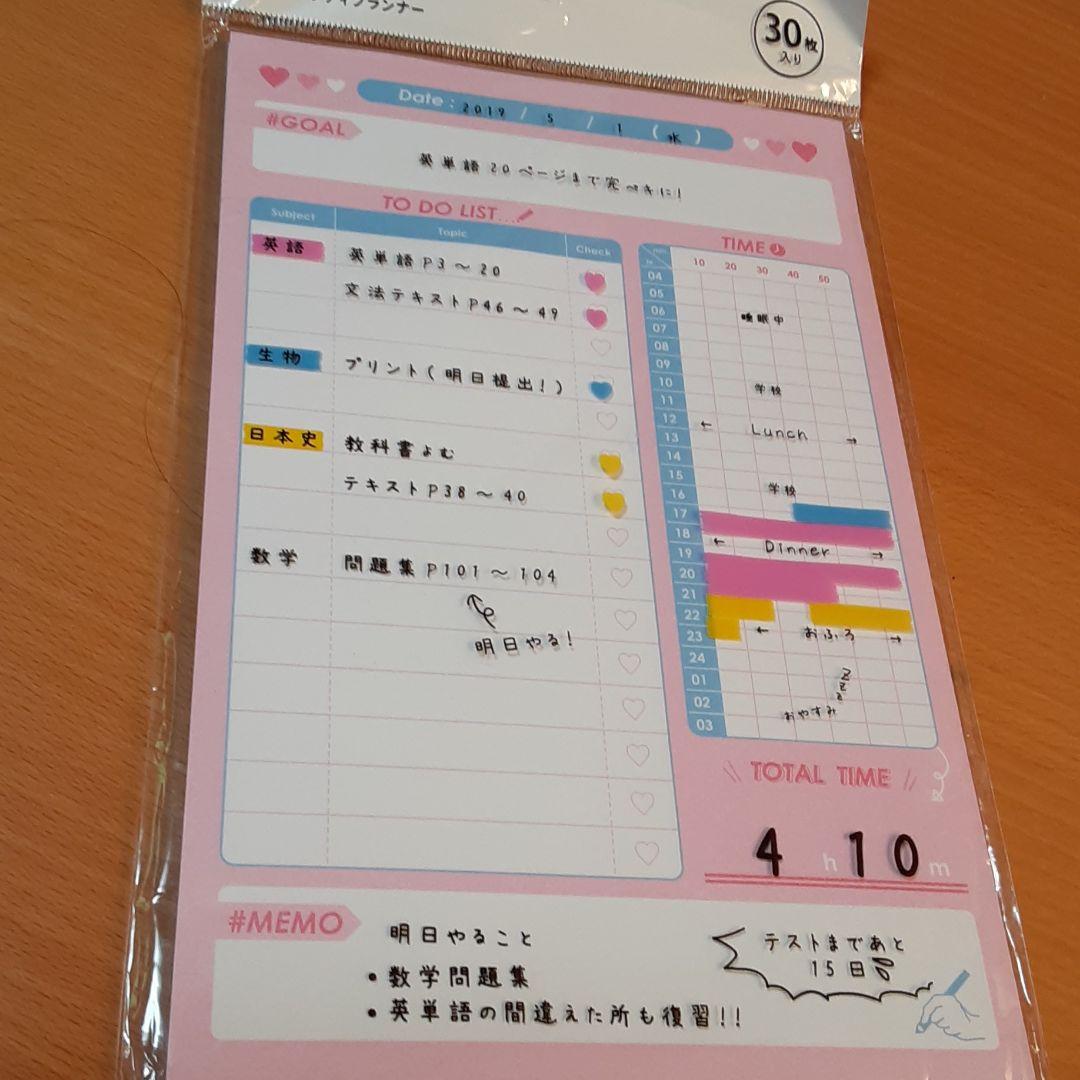 プランナー
30枚
入り
Date : 2019 / 5 / 1 (水)
#GOAL
英単語20ページまで完ペキに!
TO DO LIST...
Subject Topic Check
英語 英単語P3～20
文法テキストP46～49
生物 プリント(明日提出!)
日本史 教科書よむ
テキストP38～40
数学 問題集P101～104
明日やる!
TIME
10 20 30 40 50
04
05
06 睡眠中
07
08
09
10 学校
11
12
13 ← Lunch →
14
15
16 学校
17
18
19 ← Dinner →
20
21
22
23 ← おふろ →
24
01
02 おやすみ
03
TOTAL TIME
4 h 10 m
#MEMO
明日やること
• 数学問題集
• 英単語の間違えた所も復習!!
テストまであと
15日